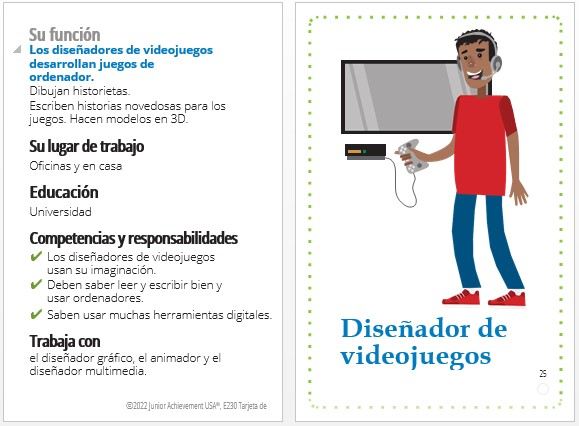 Su función
Los diseñadores de videojuegos
desarrollan juegos de
ordenador.
Dibujan historietas.
Escriben historias novedosas para los
juegos. Hacen modelos en 3D.
Su lugar de trabajo
Oficinas y en casa
Educación
Universidad
Competencias y responsabilidades
✔ Los diseñadores de videojuegos
usan su imaginación.
✔ Deben saber leer y escribir bien y
usar ordenadores.
✔ Saben usar muchas herramientas digitales.
Trabaja con
el diseñador gráfico, el animador y el
diseñador multimedia.
©2022 Junior Achievement USA®, E230 Tarjeta de
Diseñador de
videojuegos
25